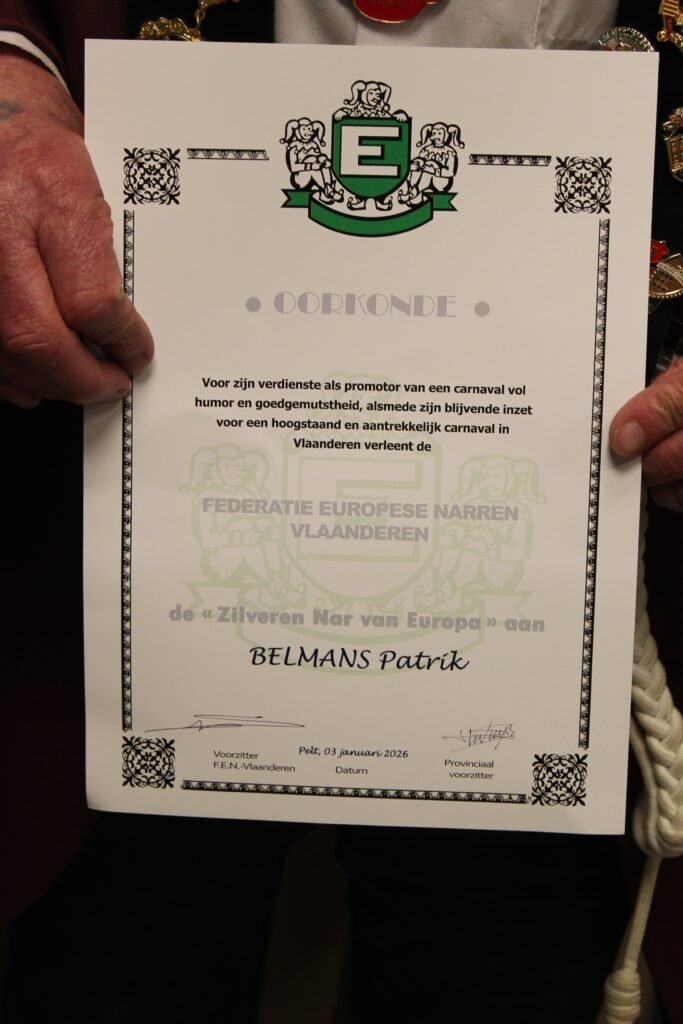 E
● OORKONDE ●
Voor zijn verdienste als promotor van een carnaval vol
humor en goedgemutstheid, alsmede zijn blijvende inzet
voor een hoogstaand en aantrekkelijk carnaval in
Vlaanderen verleent de
FEDERATIE EUROPESE NARREN
VLAANDEREN
de « Zilveren Nar van Europa » aan
BELMANS Patrik
Pelt, 03 januari 2026
Voorzitter
F.E.N.-Vlaanderen
Datum
Provinciaal
voorzitter